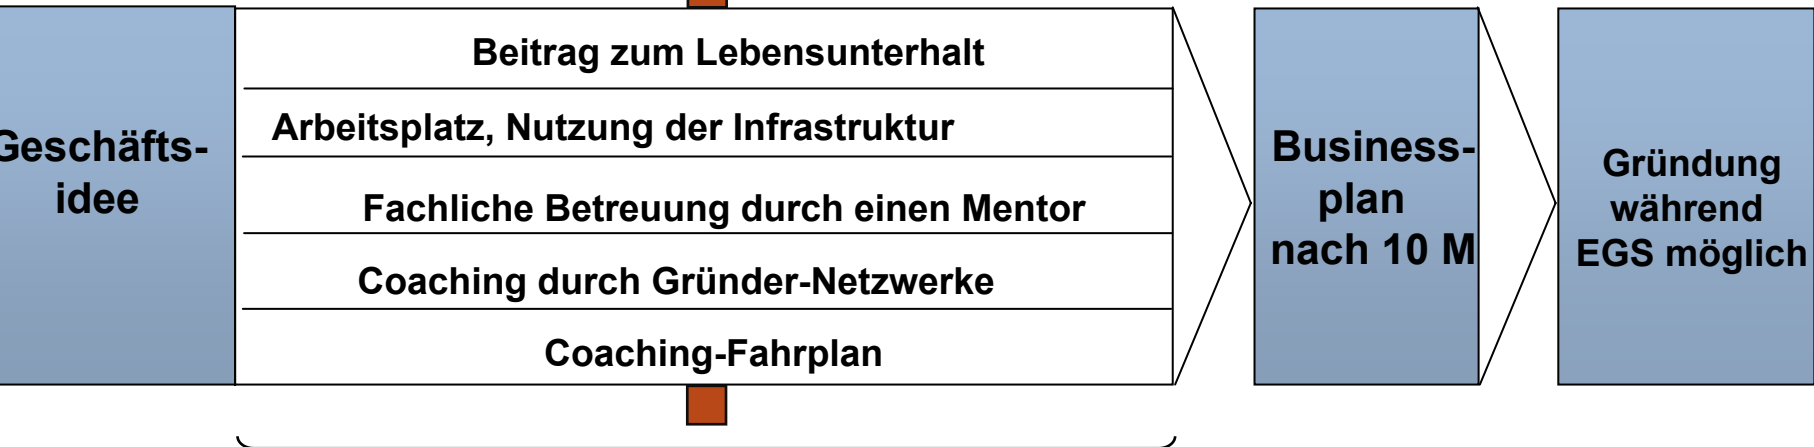 Geschäfts-
idee
Beitrag zum Lebensunterhalt
Arbeitsplatz, Nutzung der Infrastruktur
Fachliche Betreuung durch einen Mentor
Coaching durch Gründer-Netzwerke
Coaching-Fahrplan
Business-
plan
nach 10 M
Gründung
während
EGS möglich